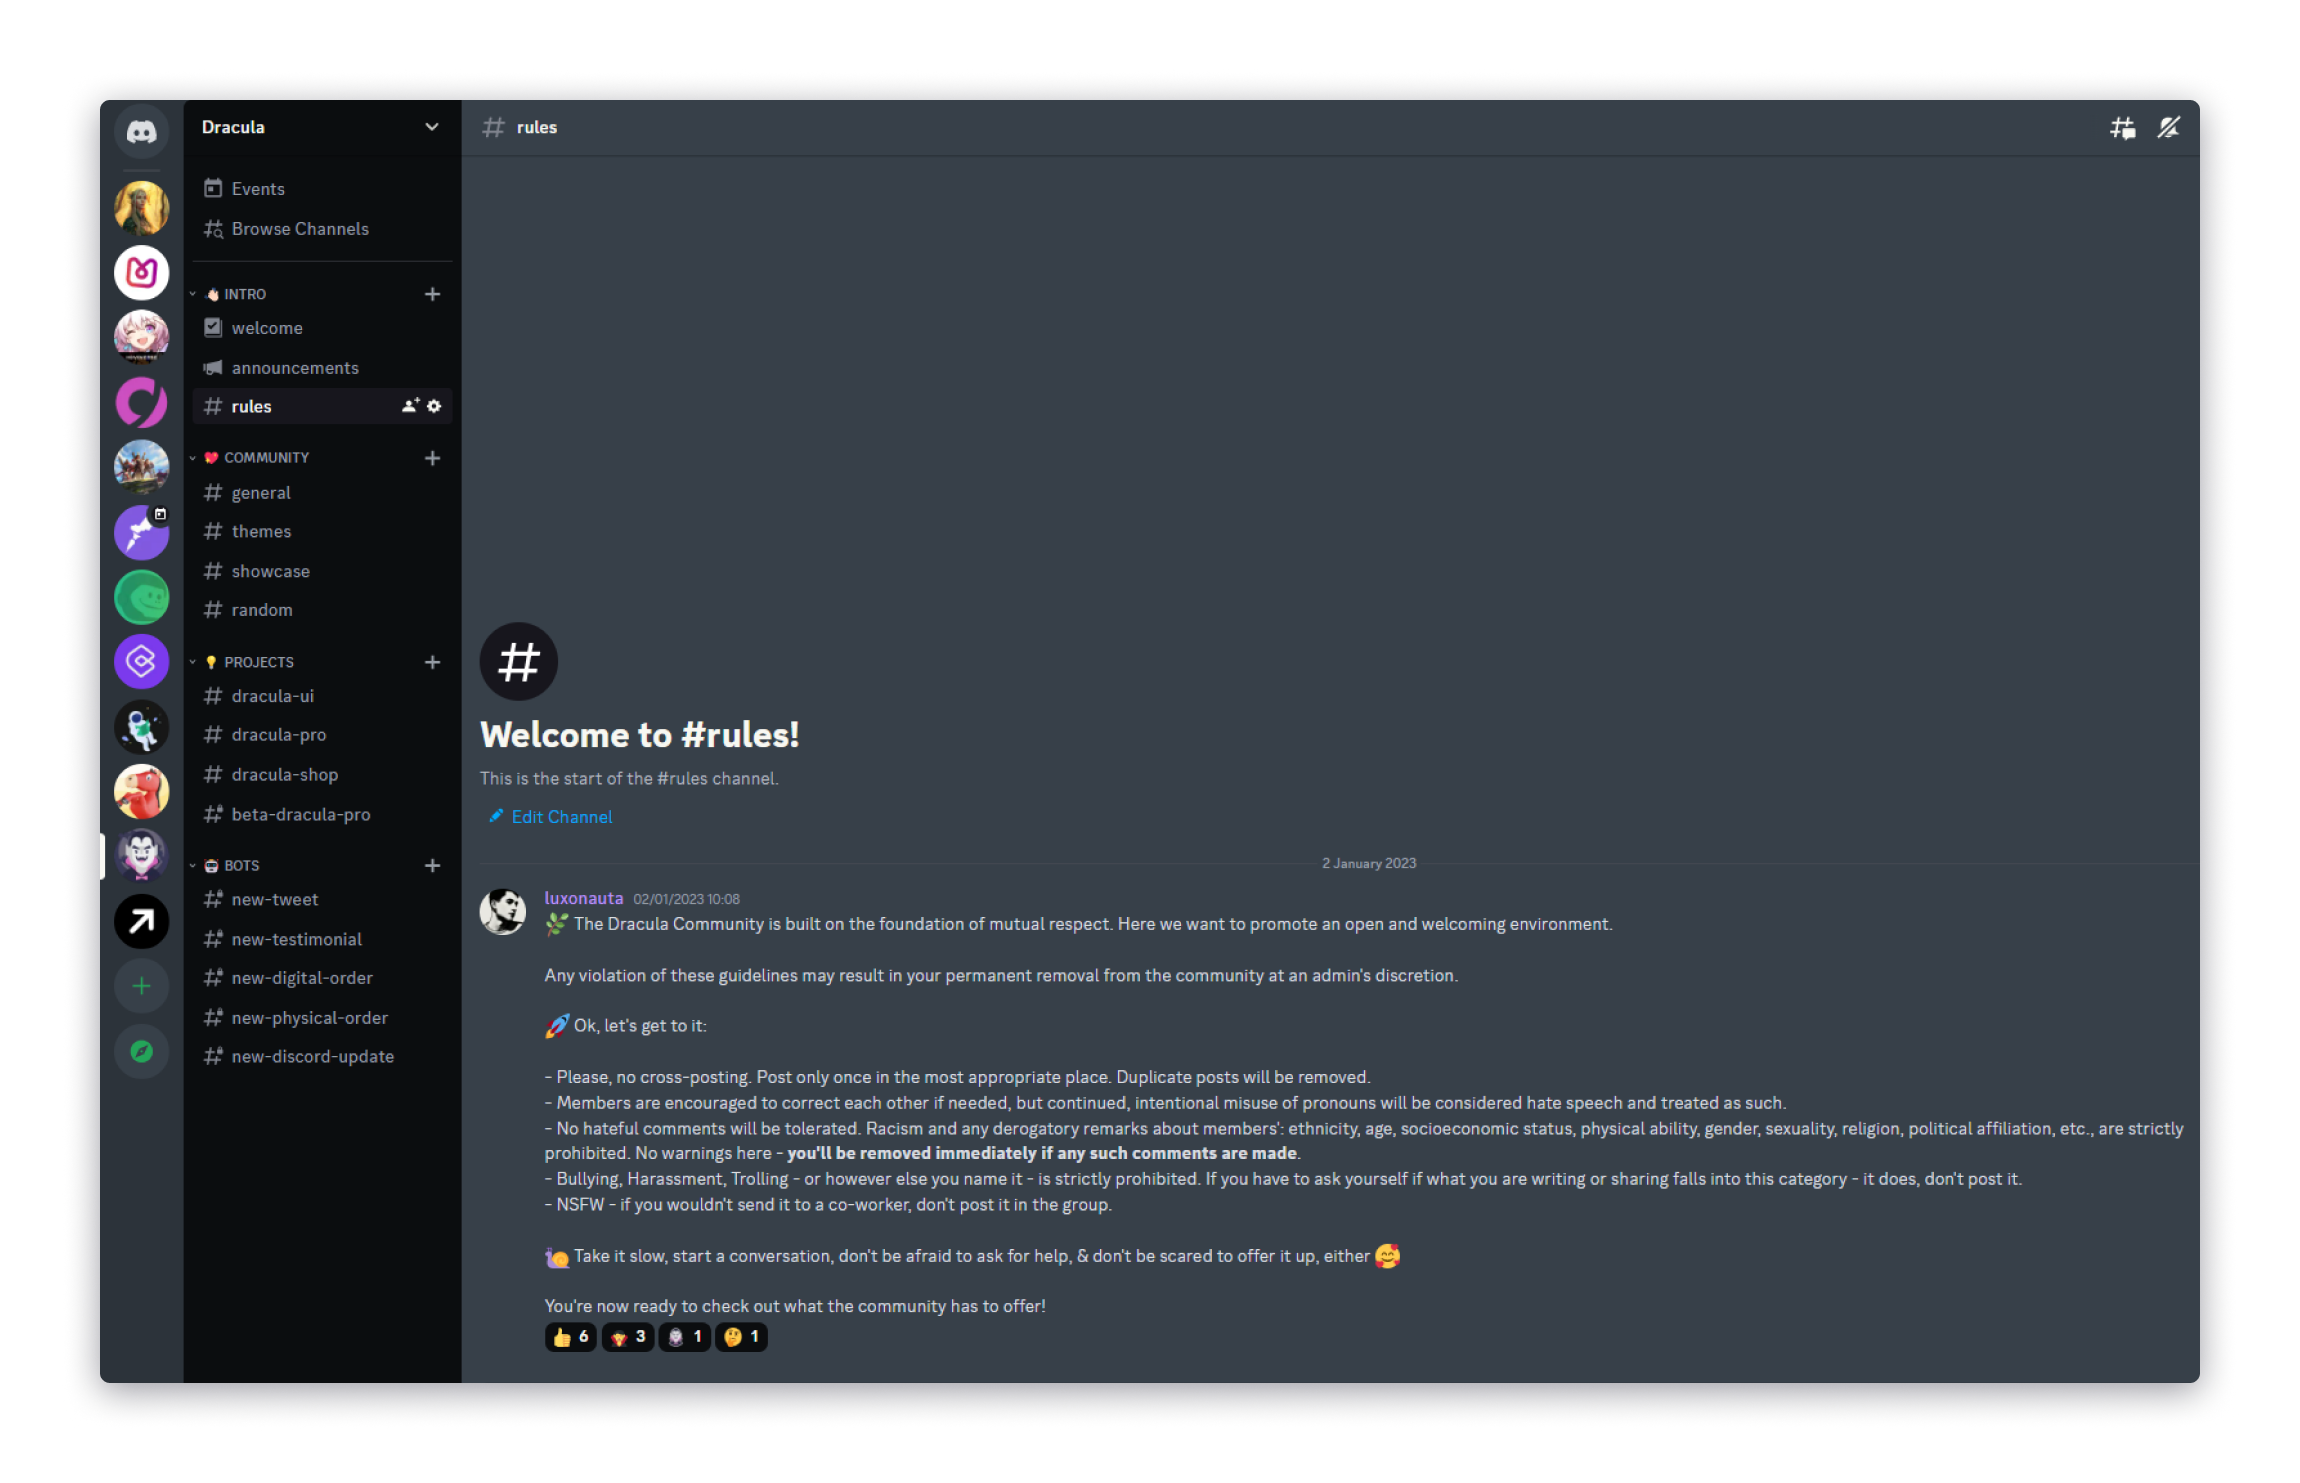 Dracula
Events
Browse Channels
INTRO
welcome
announcements
rules
COMMUNITY
general
themes
showcase
random
PROJECTS
dracula-ui
dracula-pro
dracula-shop
beta-dracula-pro
BOTS
new-tweet
new-testimonial
new-digital-order
new-physical-order
new-discord-update
# rules
#
Welcome to #rules!
This is the start of the #rules channel.
Edit Channel
2 January 2023
luxonauta 02/01/2023 10:08
🌿 The Dracula Community is built on the foundation of mutual respect. Here we want to promote an open and welcoming environment.
Any violation of these guidelines may result in your permanent removal from the community at an admin's discretion.
🚀 Ok, let's get to it:
- Please, no cross-posting. Post only once in the most appropriate place. Duplicate posts will be removed.
- Members are encouraged to correct each other if needed, but continued, intentional misuse of pronouns will be considered hate speech and treated as such.
- No hateful comments will be tolerated. Racism and any derogatory remarks about members': ethnicity, age, socioeconomic status, physical ability, gender, sexuality, religion, political affiliation, etc., are strictly
prohibited. No warnings here - you'll be removed immediately if any such comments are made.
- Bullying, Harassment, Trolling - or however else you name it - is strictly prohibited. If you have to ask yourself if what you are writing or sharing falls into this category - it does, don't post it.
- NSFW - if you wouldn't send it to a co-worker, don't post it in the group.
🐌 Take it slow, start a conversation, don't be afraid to ask for help, & don't be scared to offer it up, either 🥰
You're now ready to check out what the community has to offer!
👍 6 🧛 3 1 🤔 1